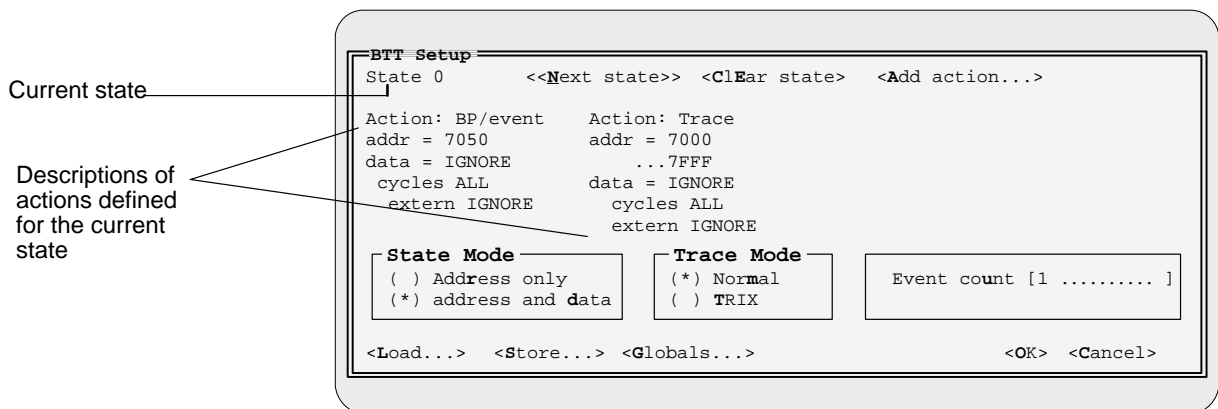 BTT Setup
State 0 <<Next state>> <ClEar state> <Add action...>
Current state
Action: BP/event Action: Trace
addr = 7050 addr = 7000
data = IGNORE ...7FFF
cycles ALL data = IGNORE
extern IGNORE cycles ALL
extern IGNORE
Descriptions of
actions defined
for the current
state
State Mode Trace Mode
( ) Address only (*) Normal Event count [1 .......... ]
(*) address and data ( ) TRIX
<Load...> <Store...> <Globals...> <OK> <Cancel>